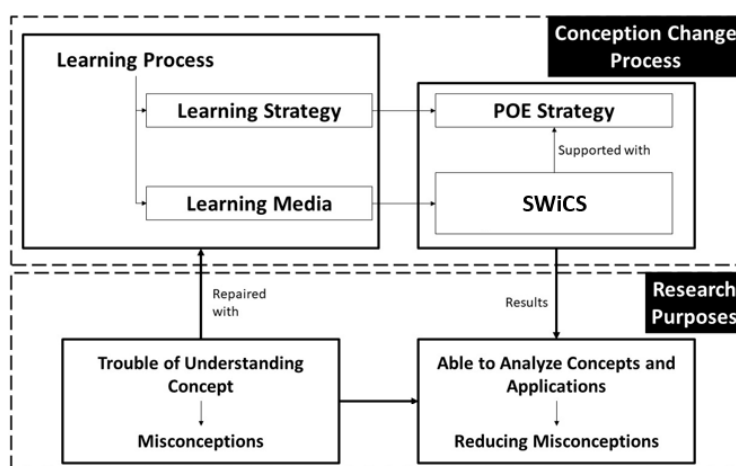 Conception Change
Process
Learning Process
Learning Strategy
POE Strategy
Supported with
Learning Media
SWiCS
Repaired
with
Results
Research
Purposes
Trouble of Understanding
Concept
Misconceptions
Able to Analyze Concepts and
Applications
Reducing Misconceptions